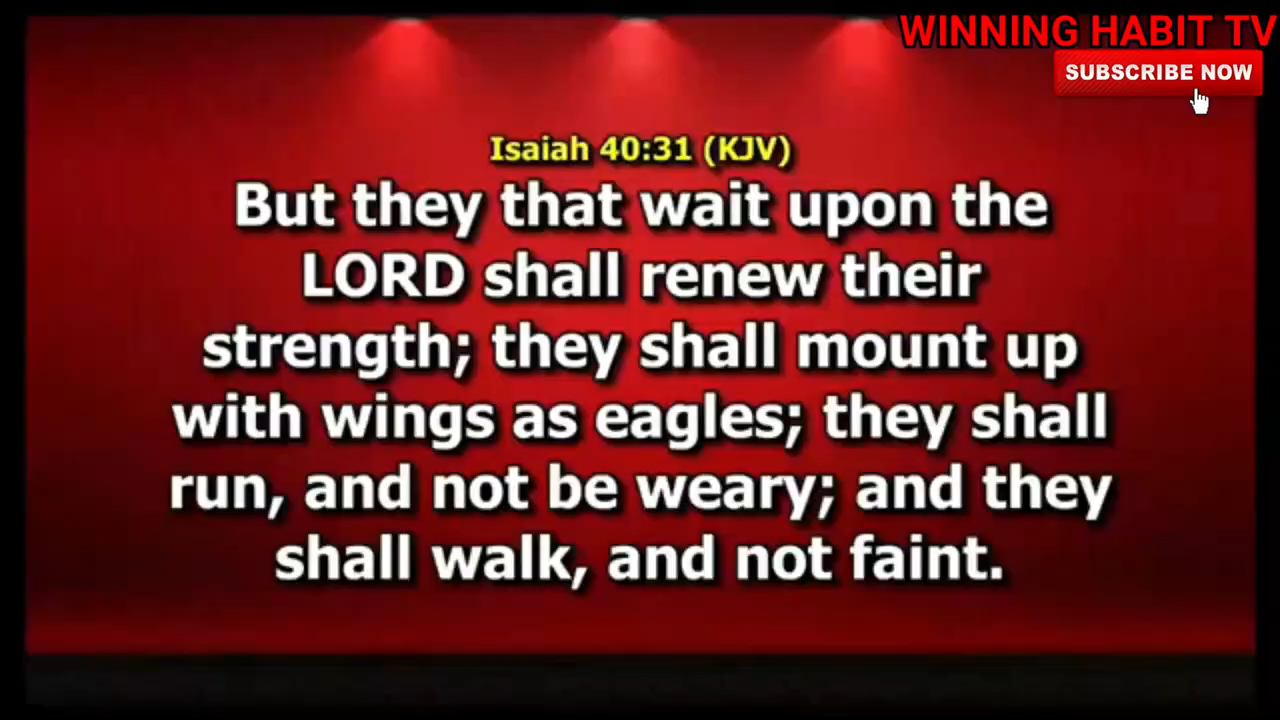 WINNING HABIT TV
SUBSCRIBE NOW
Isaiah 40:31 (KJV)
But they that wait upon the
LORD shall renew their
strength; they shall mount up
with wings as eagles; they shall
run, and not be weary; and they
shall walk, and not faint.